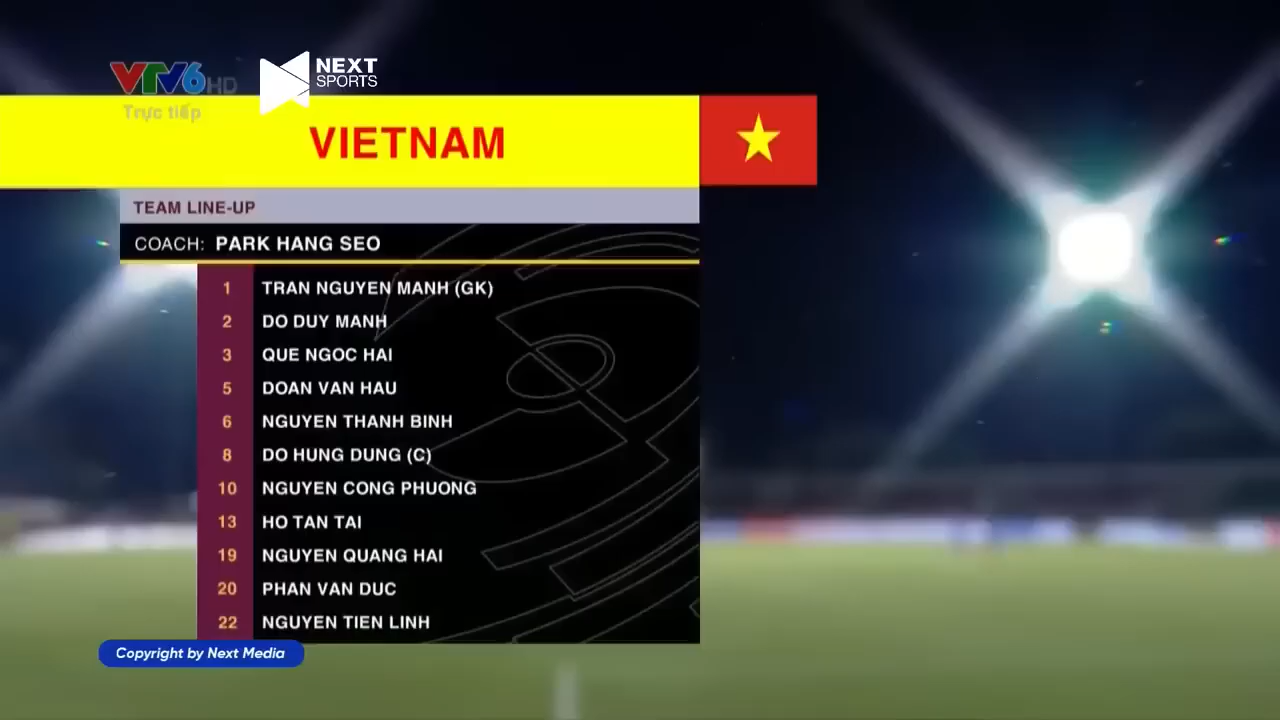 VTV6HD
Trực tiếp
NEXT
SPORTS
VIETNAM
TEAM LINE-UP
COACH: PARK HANG SEO
1 TRAN NGUYEN MANH (GK)
2 DO DUY MANH
3 QUE NGOC HAI
5 DOAN VAN HAU
6 NGUYEN THANH BINH
8 DO HUNG DUNG (C)
10 NGUYEN CONG PHUONG
13 HO TAN TAI
19 NGUYEN QUANG HAI
20 PHAN VAN DUC
22 NGUYEN TIEN LINH
Copyright by Next Media